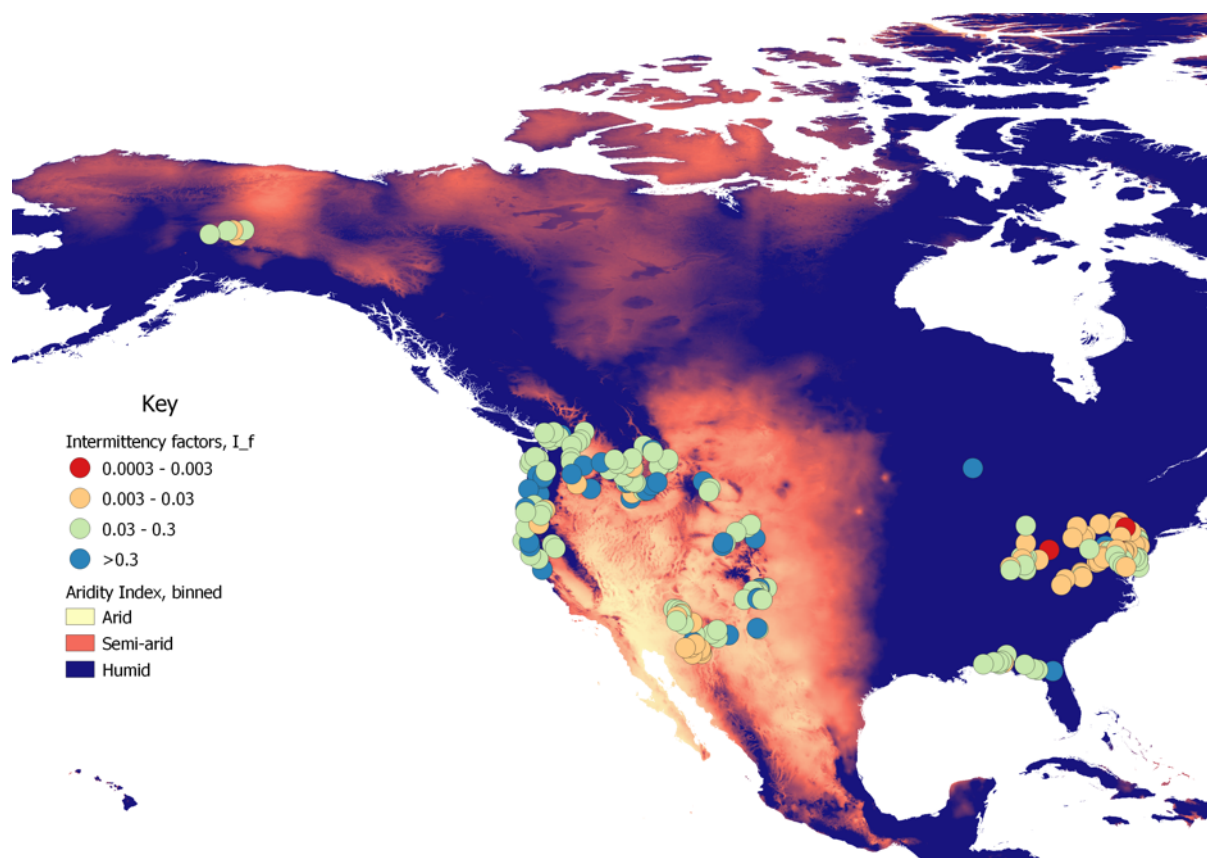 Key
Intermittency factors, I_f
0.0003 - 0.003
0.003 - 0.03
0.03 - 0.3
>0.3
Aridity Index, binned
Arid
Semi-arid
Humid